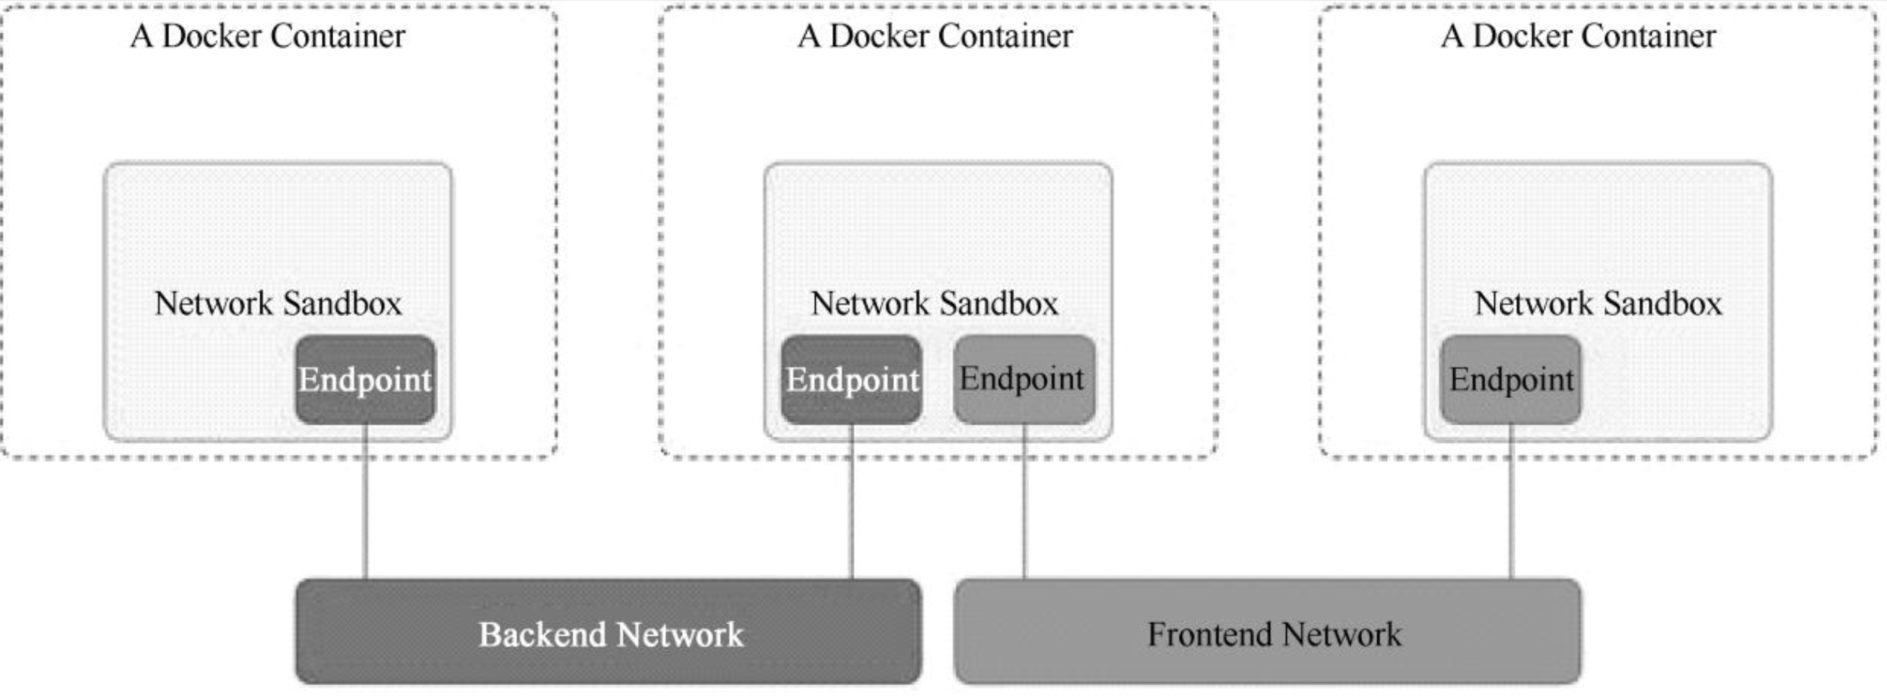 A Docker Container
A Docker Container
A Docker Container
Network Sandbox
Network Sandbox
Network Sandbox
Endpoint
Endpoint
Endpoint
Endpoint
Backend Network
Frontend Network